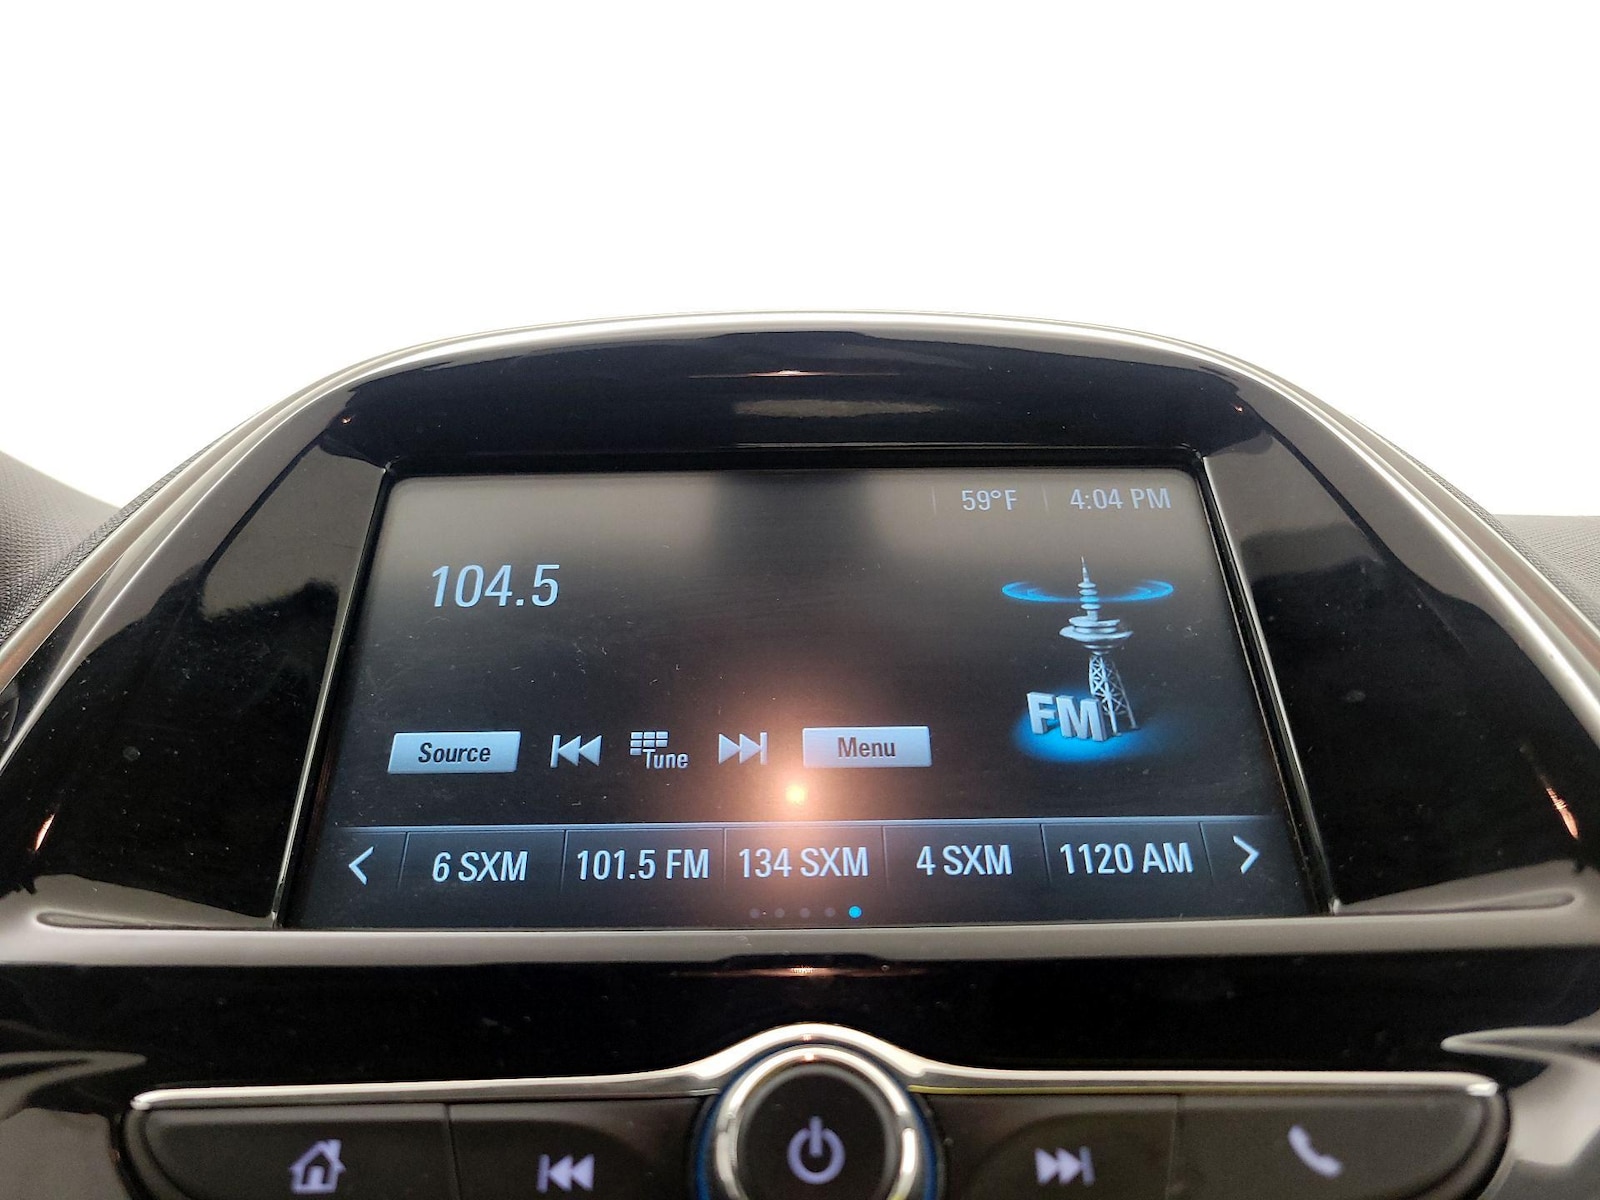 59°F 4:04 PM
104.5
FM
Source Tune Menu
6 SXM 101.5 FM 134 SXM 4 SXM 1120 AM